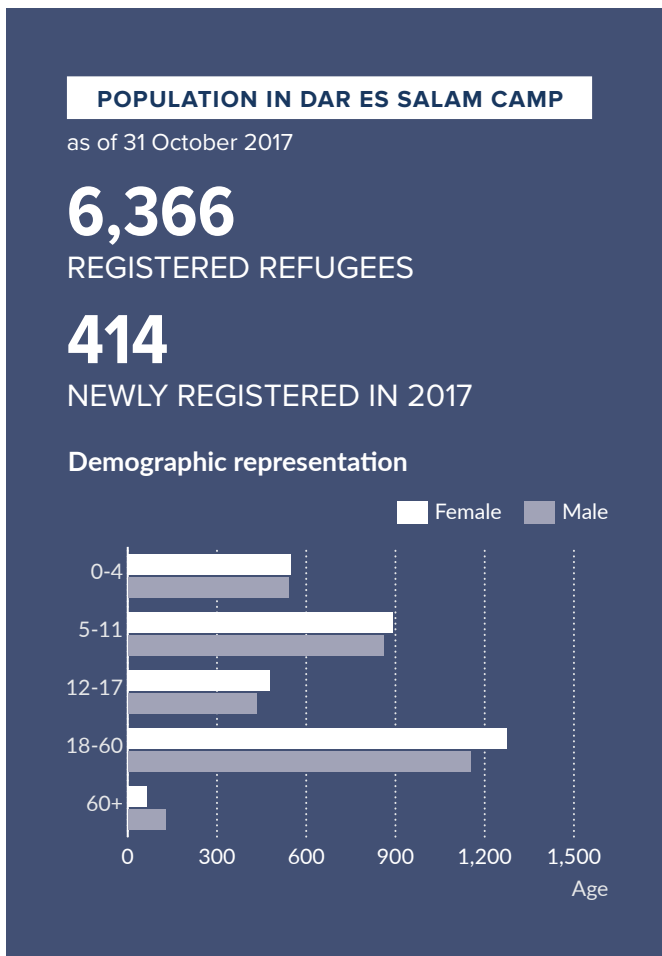 POPULATION IN DAR ES SALAM CAMP
as of 31 October 2017
6,366
REGISTERED REFUGEES
414
NEWLY REGISTERED IN 2017
Demographic representation
Female Male
0-4
5-11
12-17
18-60
60+
0 300 600 900 1,200 1,500
Age